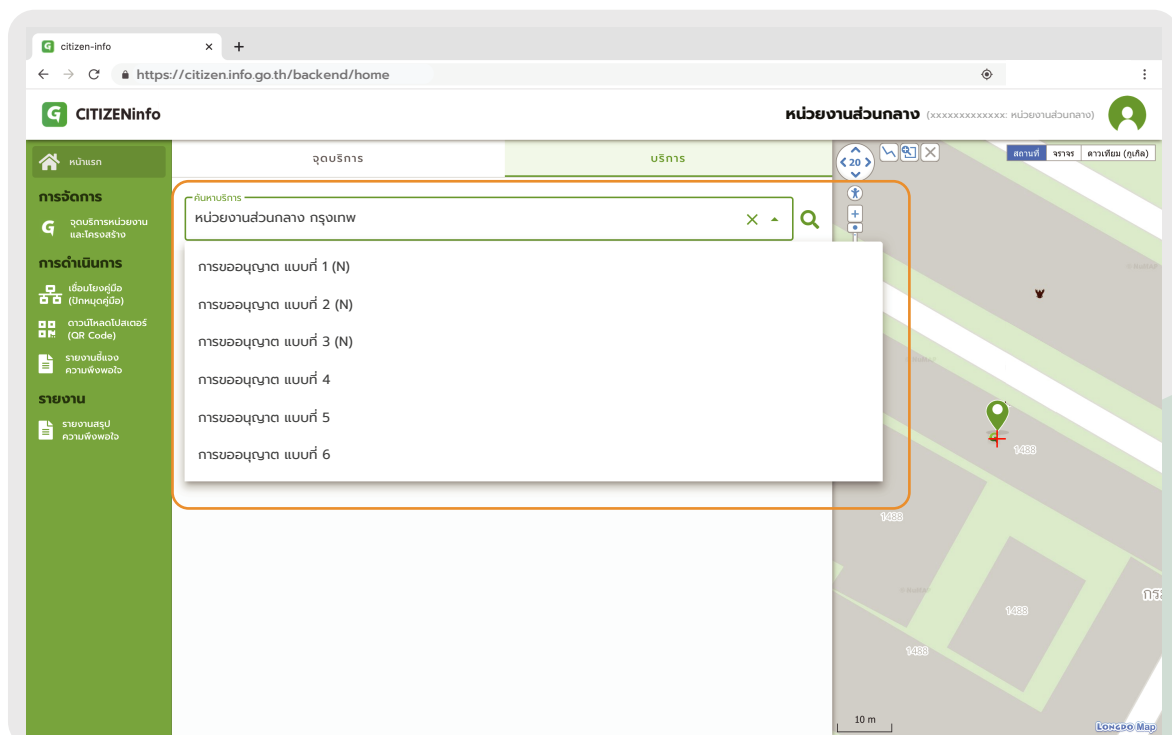 citizen-info
https://citizen.info.go.th/backend/home
G CITIZENinfo
หน่วยงานส่วนกลาง (xxxxxxxxxxxxx: หน่วยงานส่วนกลาง)
หน้าแรก
จุดบริการ
บริการ
20
สถานที่ จราจร ดาวเทียม (กูเกิล)
การจัดการ
จุดบริการหน่วยงาน
และโครงสร้าง
การดำเนินการ
เชื่อมโยงคู่มือ
(ปักหมุดคู่มือ)
ดาวน์โหลดโปสเตอร์
(QR Code)
รายงานชี้แจง
ความพึงพอใจ
รายงาน
รายงานสรุป
ความพึงพอใจ
ค้นหาบริการ
หน่วยงานส่วนกลาง กรุงเทพ
การขออนุญาต แบบที่ 1 (N)
การขออนุญาต แบบที่ 2 (N)
การขออนุญาต แบบที่ 3 (N)
การขออนุญาต แบบที่ 4
การขออนุญาต แบบที่ 5
การขออนุญาต แบบที่ 6
1488
1488
1488
1488
10 m
Longdo Map